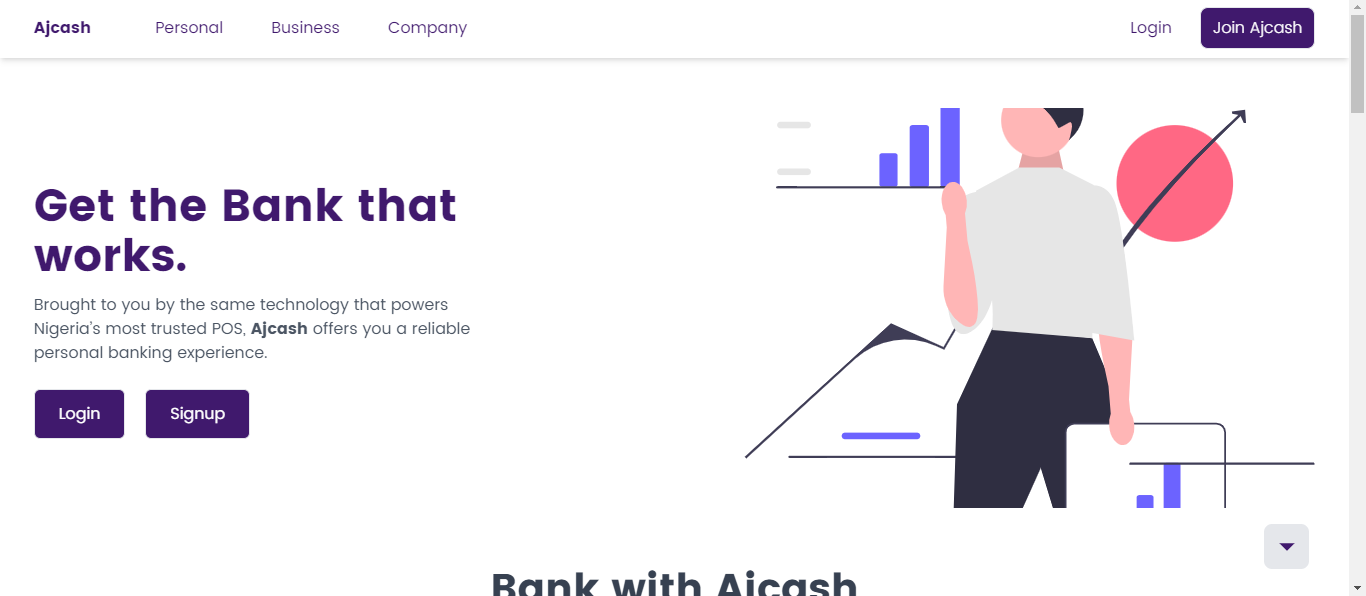 Ajcash Personal Business Company Login Join Ajcash
Get the Bank that
works.
Brought to you by the same technology that powers
Nigeria's most trusted POS, Ajcash offers you a reliable
personal banking experience.
Login Signup
Bank with Ajcash